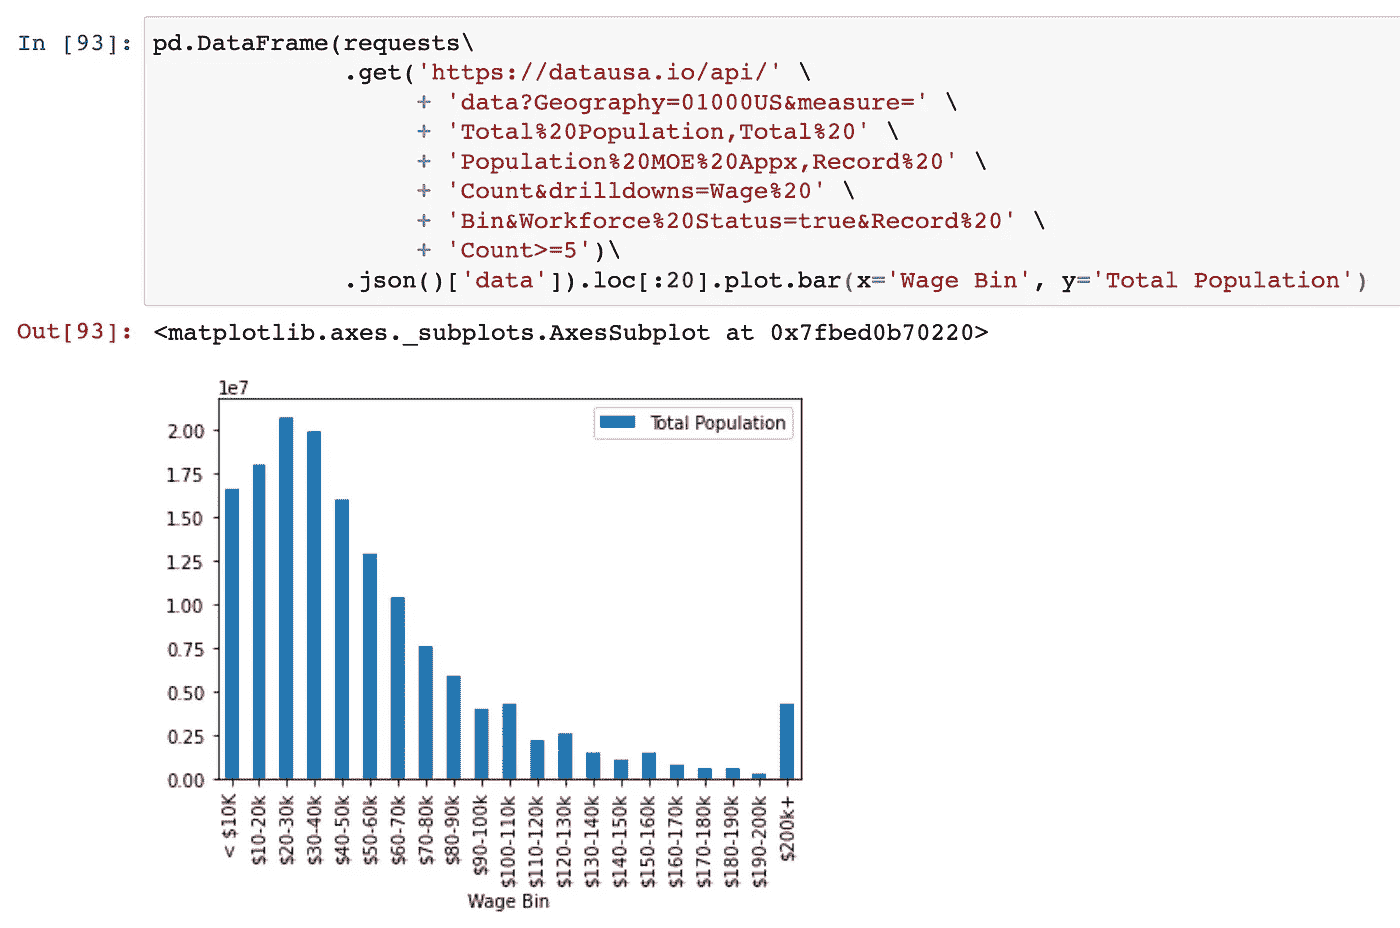 In [93]: pd.DataFrame(requests\
.get('https://datausa.io/api/' \
+ 'data?Geography=01000US&measure=' \
+ 'Total%20Population,Total%20' \
+ 'Population%20MOE%20Appx,Record%20' \
+ 'Count&drilldowns=Wage%20' \
+ 'Bin&Workforce%20Status=true&Record%20' \
+ 'Count>=5')\
.json()['data']).loc[:20].plot.bar(x='Wage Bin', y='Total Population')
Out[93]: <matplotlib.axes._subplots.AxesSubplot at 0x7fbed0b70220>
1e7
Total Population
2.00
1.75
1.50
1.25
1.00
0.75
0.50
0.25
0.00
< $10K
$10-20k
$20-30k
$30-40k
$40-50k
$50-60k
$60-70k
$70-80k
$80-90k
$90-100k
$100-110k
$110-120k
$120-130k
$130-140k
$140-150k
$150-160k
$160-170k
$170-180k
$180-190k
$190-200k
$200k+
Wage Bin